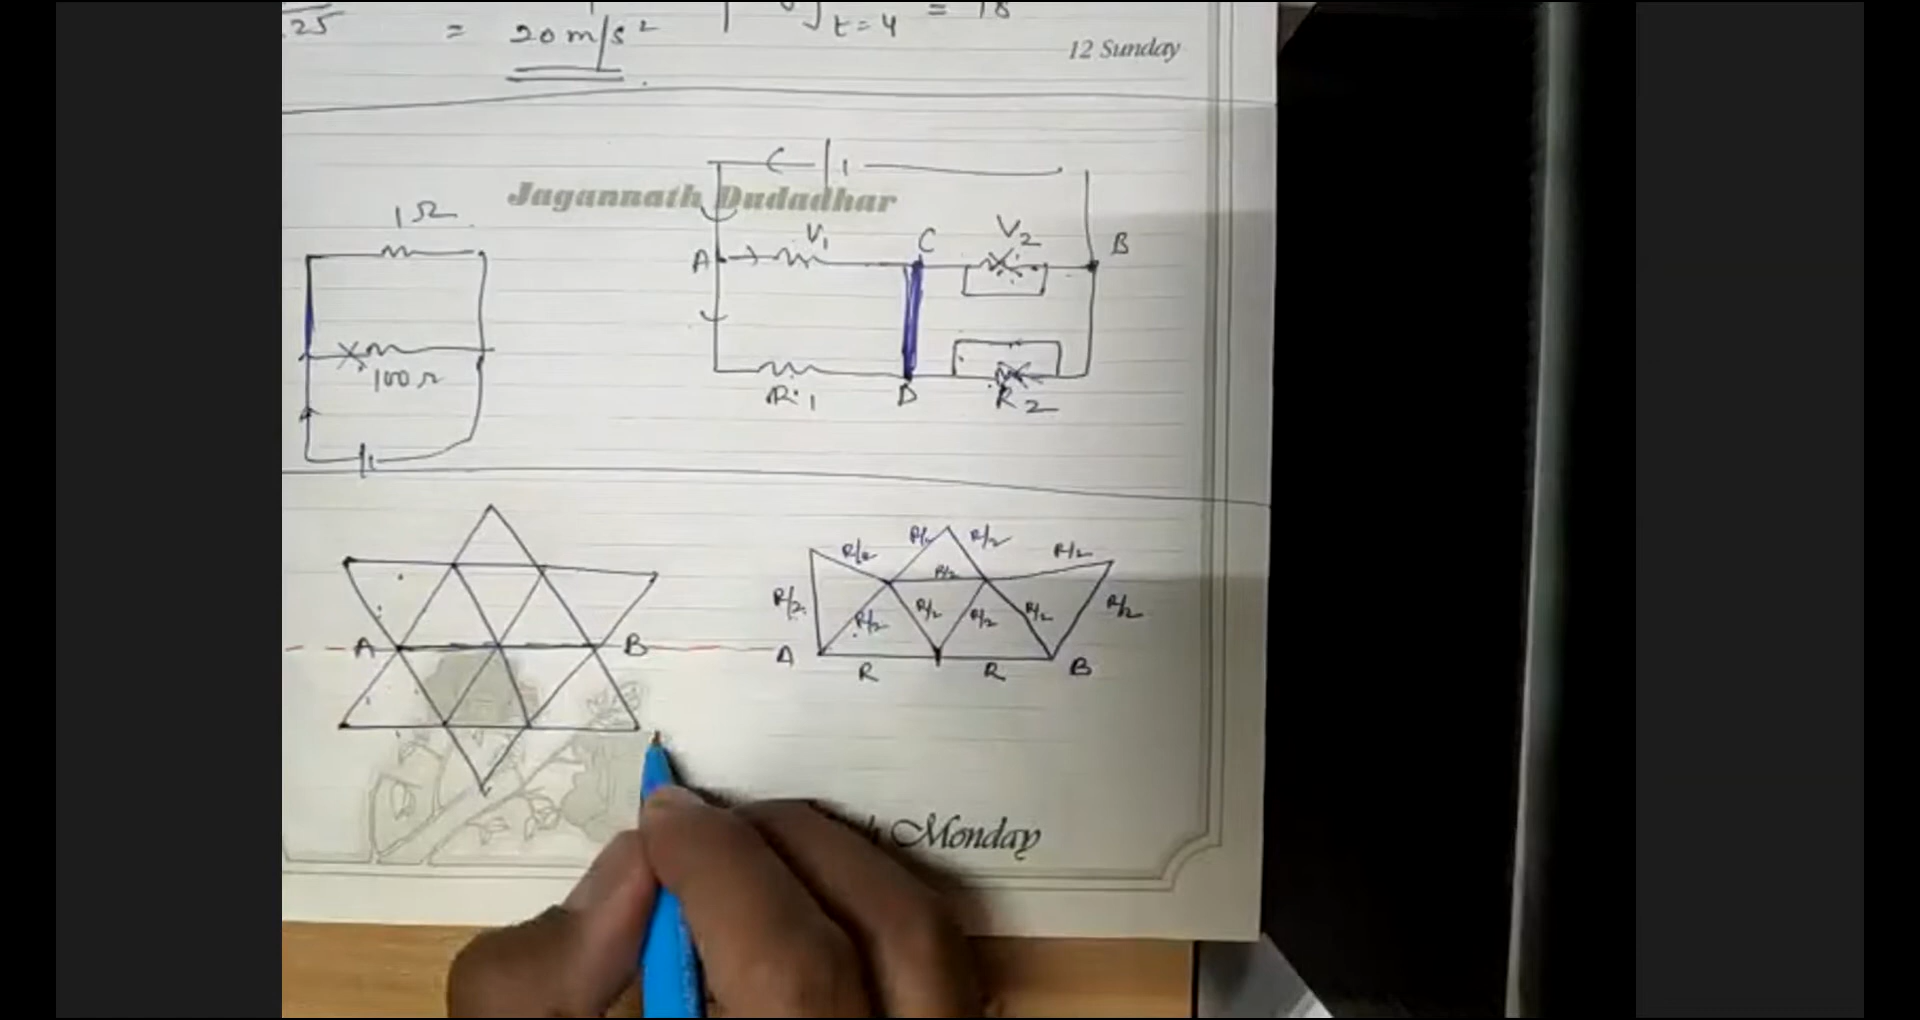 .25 = 20 m/s² ]t=4 = 18
12 Sunday
Jagannath Dudadhar
1Ω
V₁ C V₂ B
A
100Ω
R₁ D R₂
R/2 R/2 R/2 R/2
R/2
R/2 R/2 R/2 R/2 R/2 R/2
A B A R R B
Monday